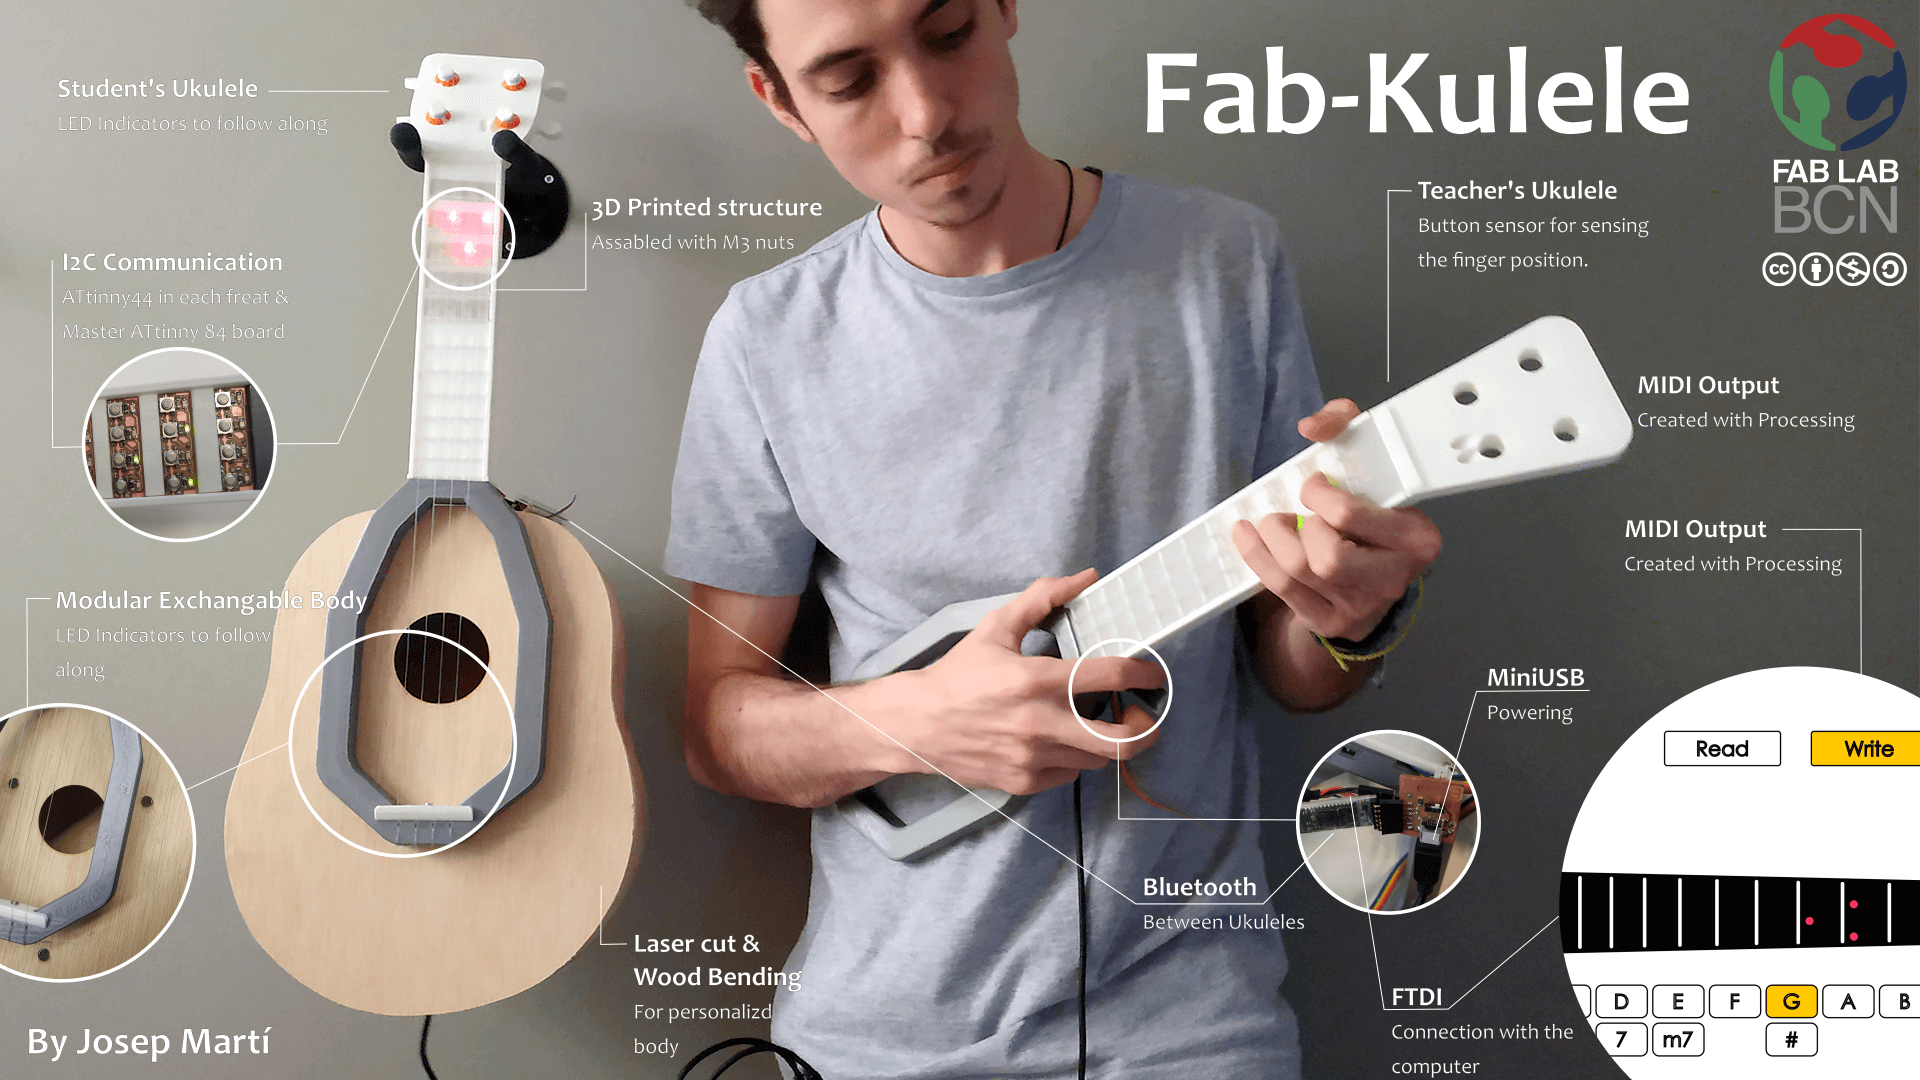 Fab-Kulele
FAB LAB
BCN
cc
Student's Ukulele
LED Indicators to follow along
3D Printed structure
Assabled with M3 nuts
I2C Communication
ATtinny44 in each freat &
Master ATtinny 84 board
Teacher's Ukulele
Button sensor for sensing
the finger position.
MIDI Output
Created with Processing
MIDI Output
Created with Processing
Modular Exchangable Body
LED Indicators to follow
along
MiniUSB
Powering
Read
Write
Bluetooth
Between Ukuleles
Laser cut &
Wood Bending
For personalizd
body
FTDI
Connection with the
computer
D E F G A B
7 m7 #
By Josep Martí